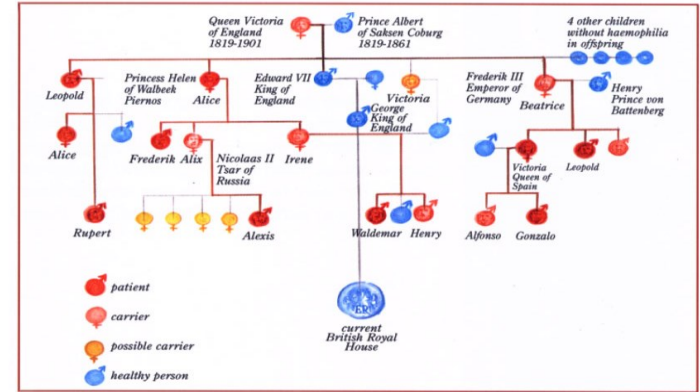 Queen Victoria
of England
1819-1901
Prince Albert
of Saksen Coburg
1819-1861
4 other children
without haemophilia
in offspring
Leopold
Princess Helen
of Walbeek
Piernos
Alice
Edward VII
King of
England
Victoria
George
King of
England
Frederik III
Emperor of
Germany
Beatrice
Henry
Prince von
Battenberg
Alice
Frederik
Alix
Nicolaas II
Tsar of
Russia
Irene
Victoria
Queen of
Spain
Leopold
Rupert
Alexis
Waldemar
Henry
Alfonso
Gonzalo
patient
carrier
possible carrier
healthy person
current
British Royal
House